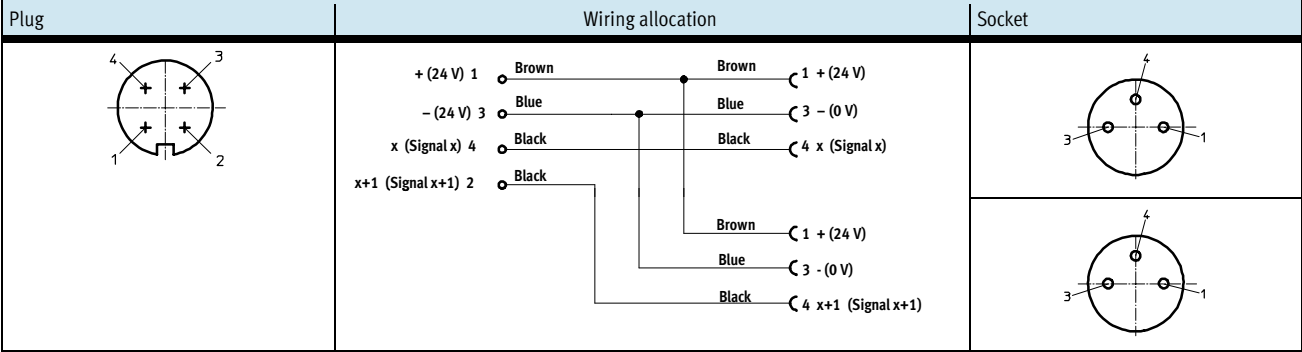 Plug Wiring allocation Socket
4 3
1 2
+ (24 V) 1 Brown Brown 1 + (24 V)
– (24 V) 3 Blue Blue 3 – (0 V)
x (Signal x) 4 Black Black 4 x (Signal x)
x+1 (Signal x+1) 2 Black
Brown 1 + (24 V)
Blue 3 - (0 V)
Black 4 x+1 (Signal x+1)
4
3 1
4
3 1